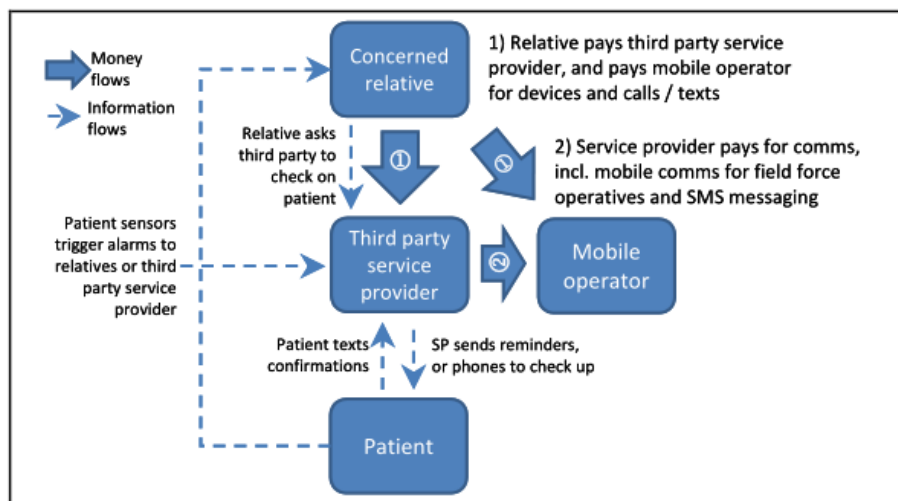 Money
flows
Information
flows
Concerned
relative
1) Relative pays third party service
provider, and pays mobile operator
for devices and calls / texts
Relative asks
third party to
check on
patient
①
①
2) Service provider pays for comms,
incl. mobile comms for field force
operatives and SMS messaging
Patient sensors
trigger alarms to
relatives or third
party service
provider
Third party
service
provider
②
Mobile
operator
Patient texts
confirmations
SP sends reminders,
or phones to check up
Patient